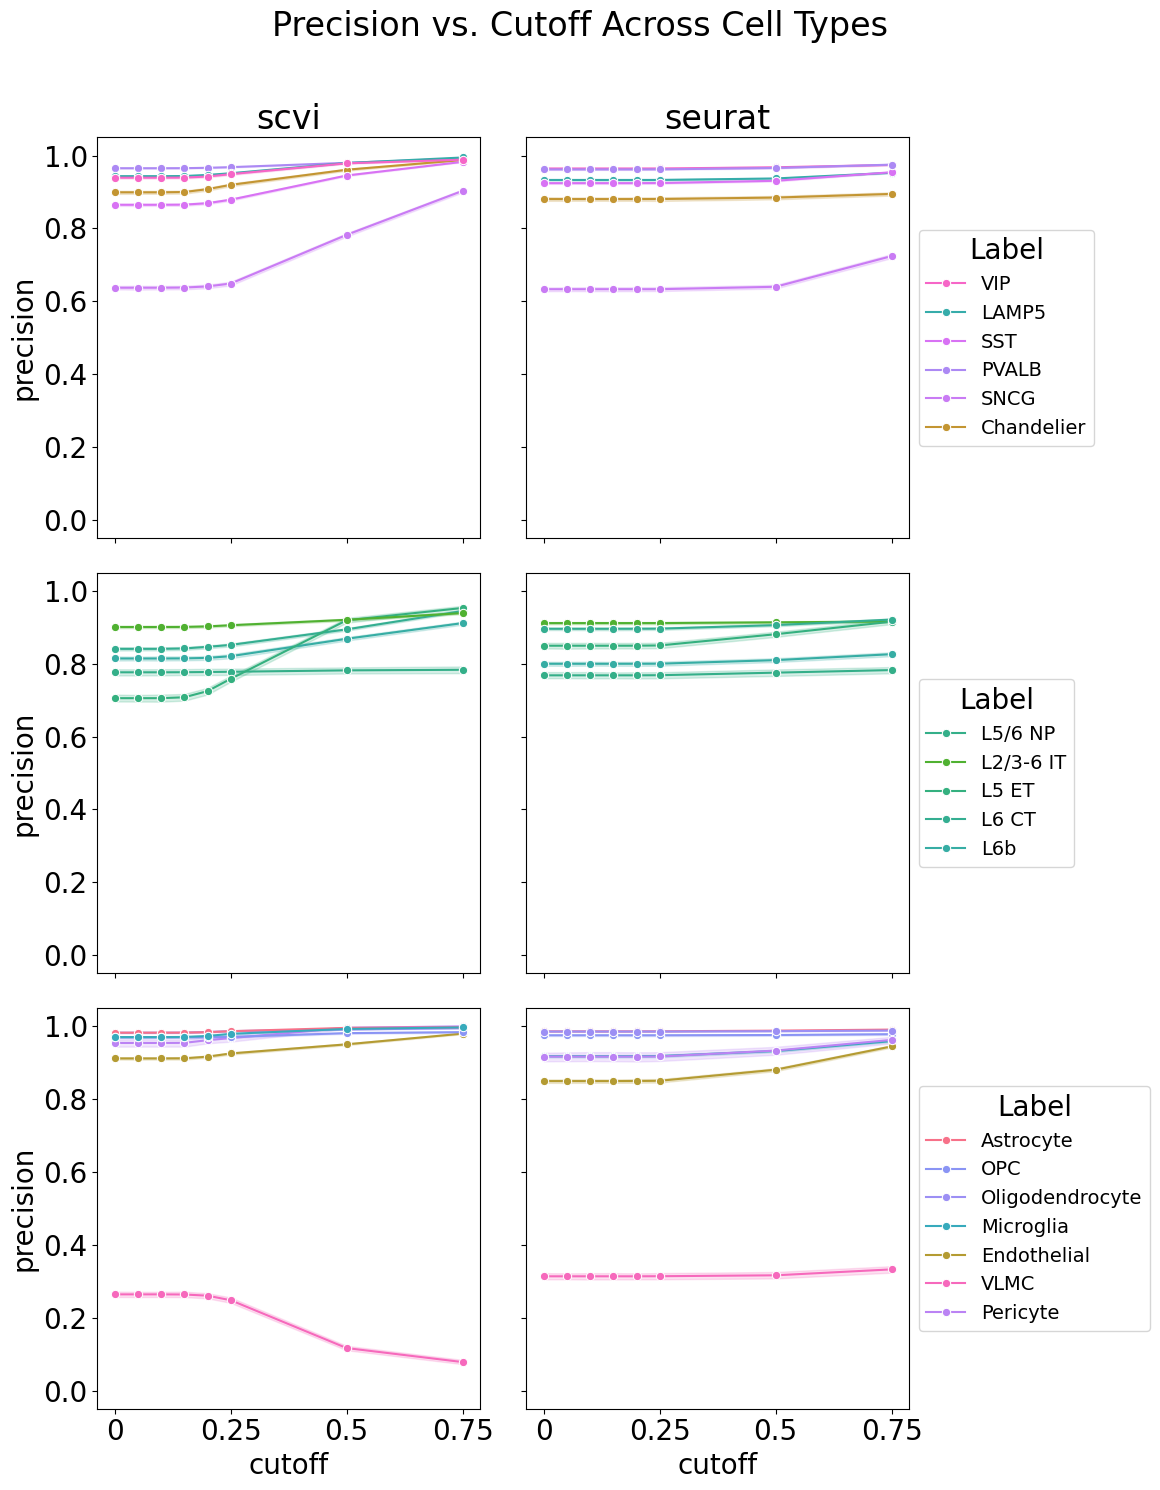 Precision vs. Cutoff Across Cell Types
scvi
seurat
1.0
0.8
0.6
0.4
0.2
0.0
precision
Label
VIP
LAMP5
SST
PVALB
SNCG
Chandelier
1.0
0.8
0.6
0.4
0.2
0.0
precision
Label
L5/6 NP
L2/3-6 IT
L5 ET
L6 CT
L6b
1.0
0.8
0.6
0.4
0.2
0.0
precision
Label
Astrocyte
OPC
Oligodendrocyte
Microglia
Endothelial
VLMC
Pericyte
0 0.25 0.5 0.75
cutoff
0 0.25 0.5 0.75
cutoff